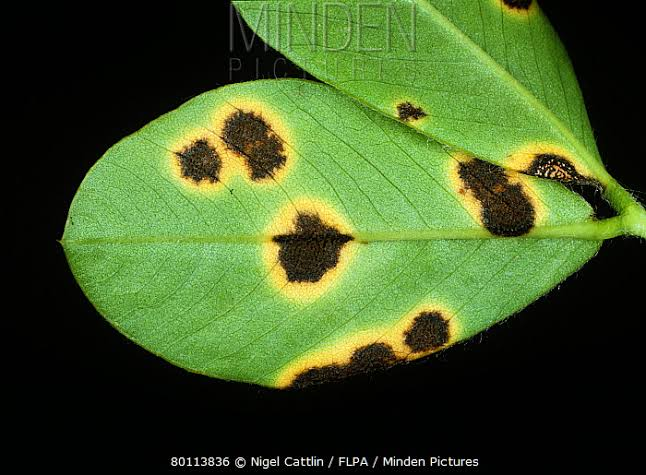 MINDEN
PICTURES
80113836 © Nigel Cattlin / FLPA / Minden Pictures